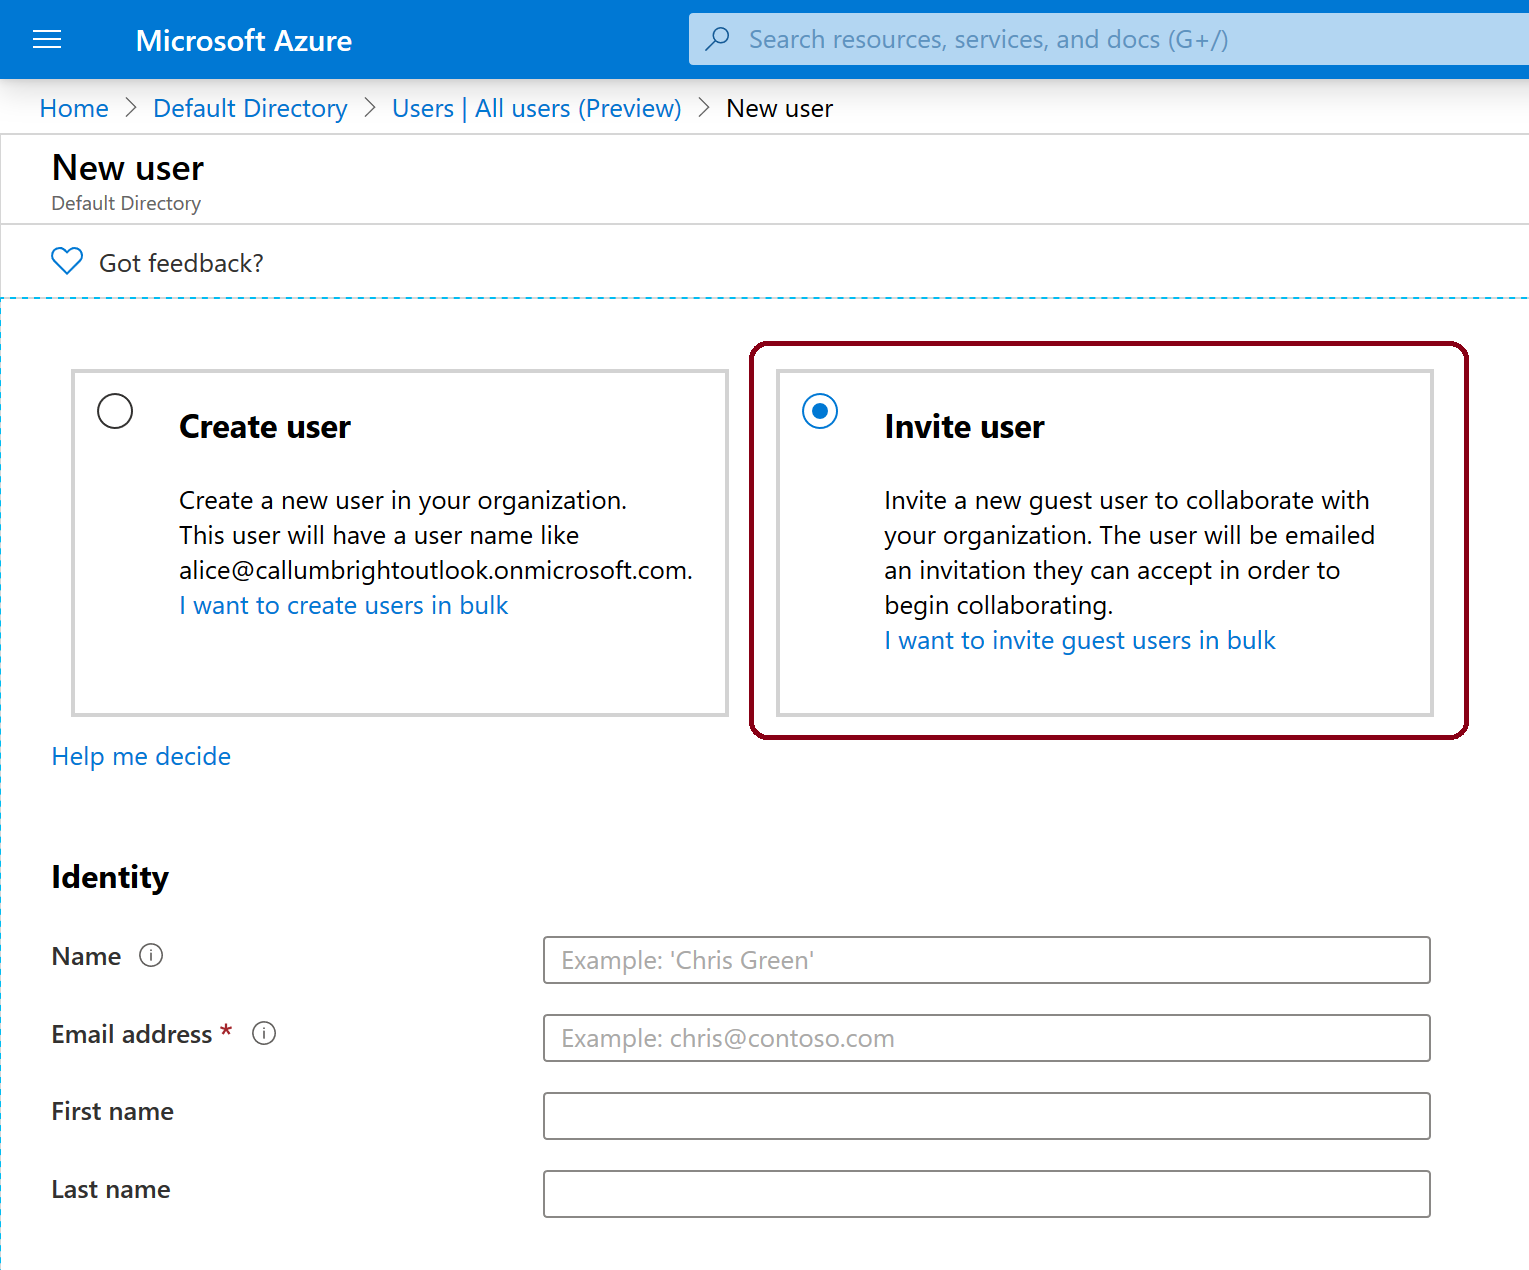 Microsoft Azure
Search resources, services, and docs (G+/)
Home > Default Directory > Users | All users (Preview) > New user
New user
Default Directory
Got feedback?
Create user
Create a new user in your organization.
This user will have a user name like
alice@callumbrightoutlook.onmicrosoft.com.
I want to create users in bulk
Invite user
Invite a new guest user to collaborate with
your organization. The user will be emailed
an invitation they can accept in order to
begin collaborating.
I want to invite guest users in bulk
Help me decide
Identity
Name
Example: 'Chris Green'
Email address *
Example: chris@contoso.com
First name
Last name